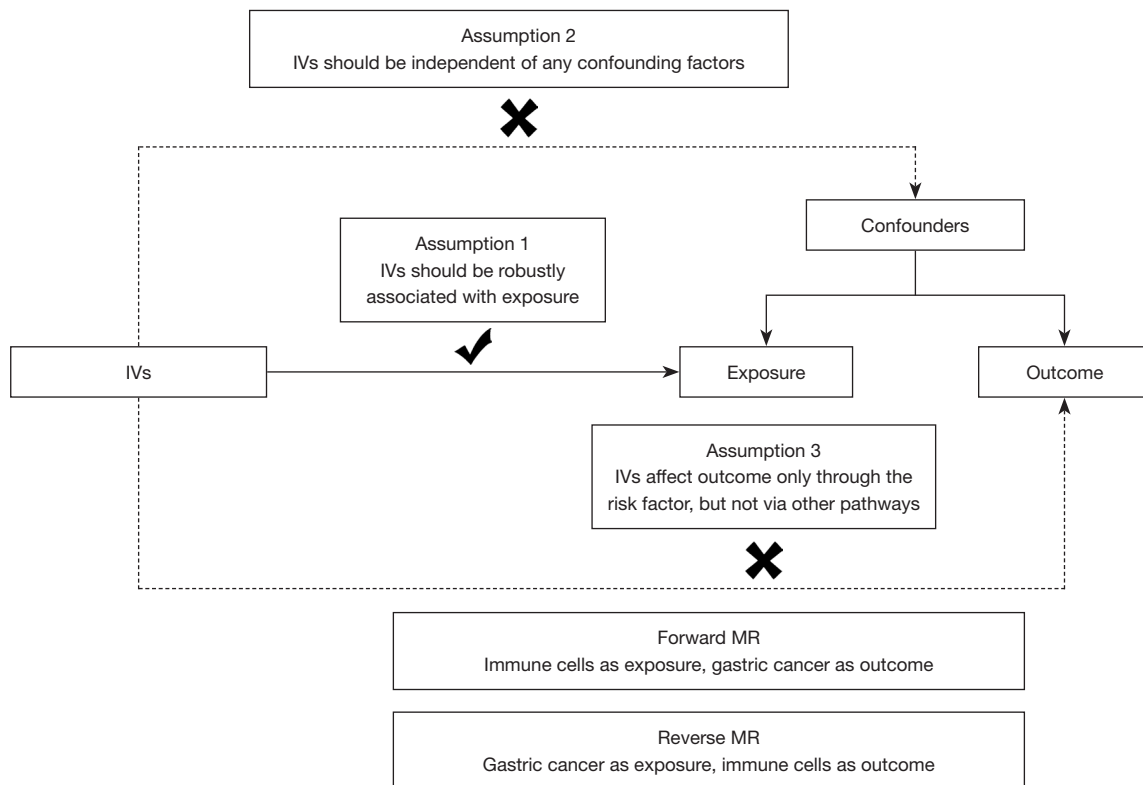 Assumption 2
IVs should be independent of any confounding factors
Confounders
Assumption 1
IVs should be robustly
associated with exposure
IVs
Exposure
Outcome
Assumption 3
IVs affect outcome only through the
risk factor, but not via other pathways
Forward MR
Immune cells as exposure, gastric cancer as outcome
Reverse MR
Gastric cancer as exposure, immune cells as outcome